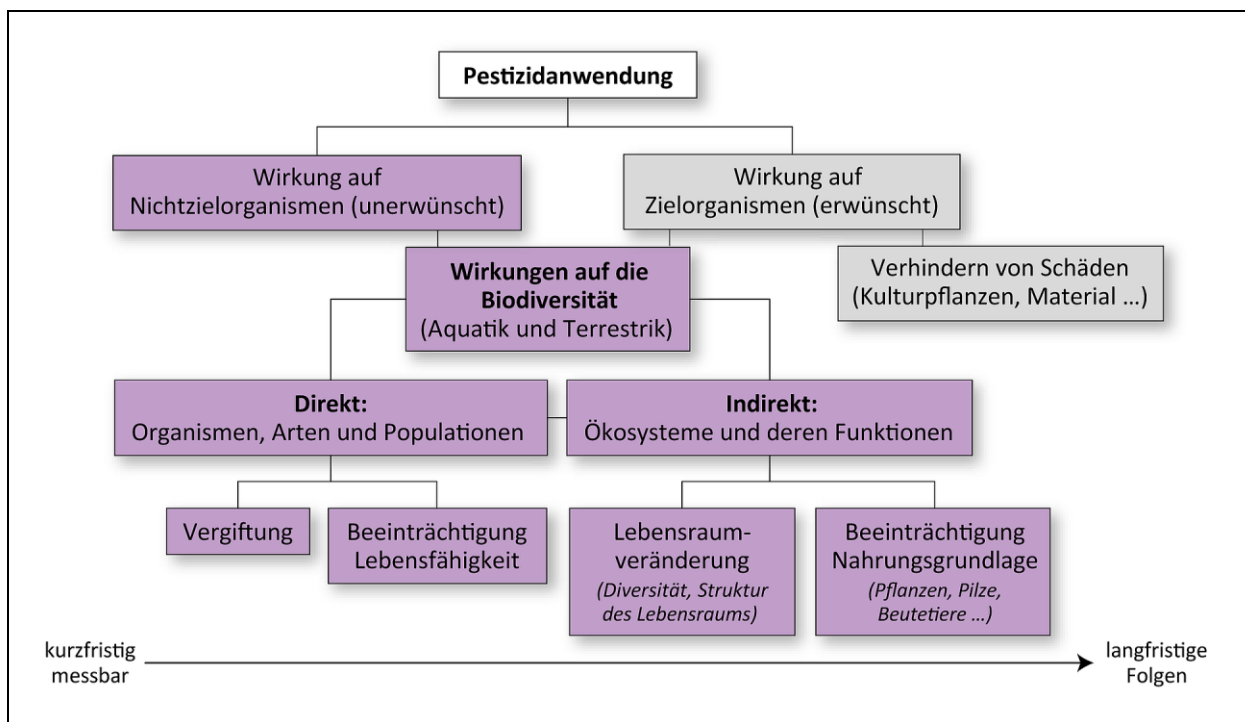 Pestizidanwendung
Wirkung auf
Nichtzielorganismen (unerwünscht)
Wirkung auf
Zielorganismen (erwünscht)
Wirkungen auf die
Biodiversität
(Aquatik und Terrestrik)
Verhindern von Schäden
(Kulturpflanzen, Material ...)
Direkt:
Organismen, Arten und Populationen
Indirekt:
Ökosysteme und deren Funktionen
Vergiftung
Beeinträchtigung
Lebensfähigkeit
Lebensraum-
veränderung
(Diversität, Struktur
des Lebensraums)
Beeinträchtigung
Nahrungsgrundlage
(Pflanzen, Pilze,
Beutetiere ...)
kurzfristig
messbar
langfristige
Folgen